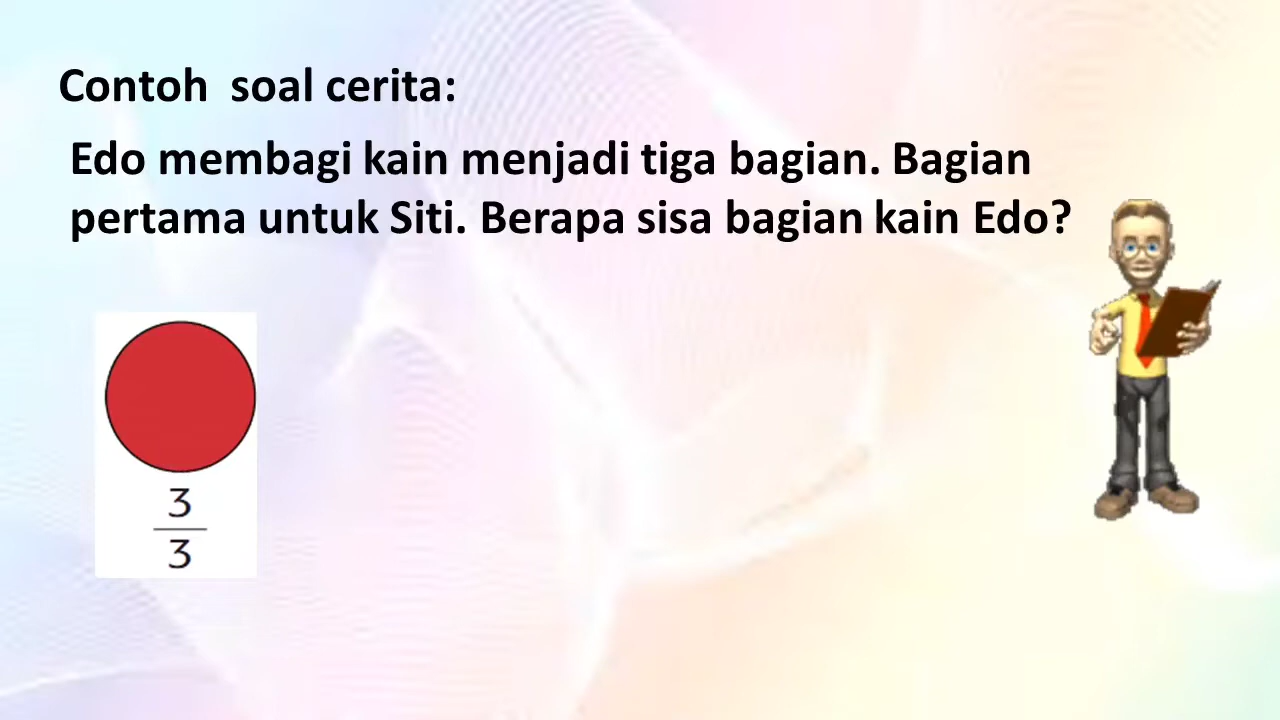 Contoh  soal cerita:
Edo membagi kain menjadi tiga bagian. Bagian
pertama untuk Siti. Berapa sisa bagian kain Edo?
3
3